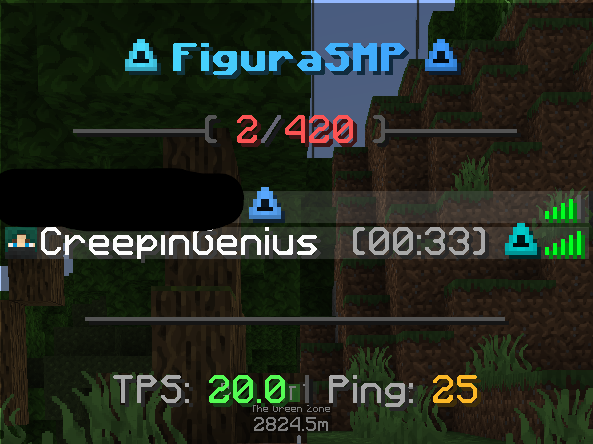 FiguraSMP
( 2/420 )
CreepinGenius (00:33)
TPS: 20.0 | Ping: 25
The Green Zone
2824.5m